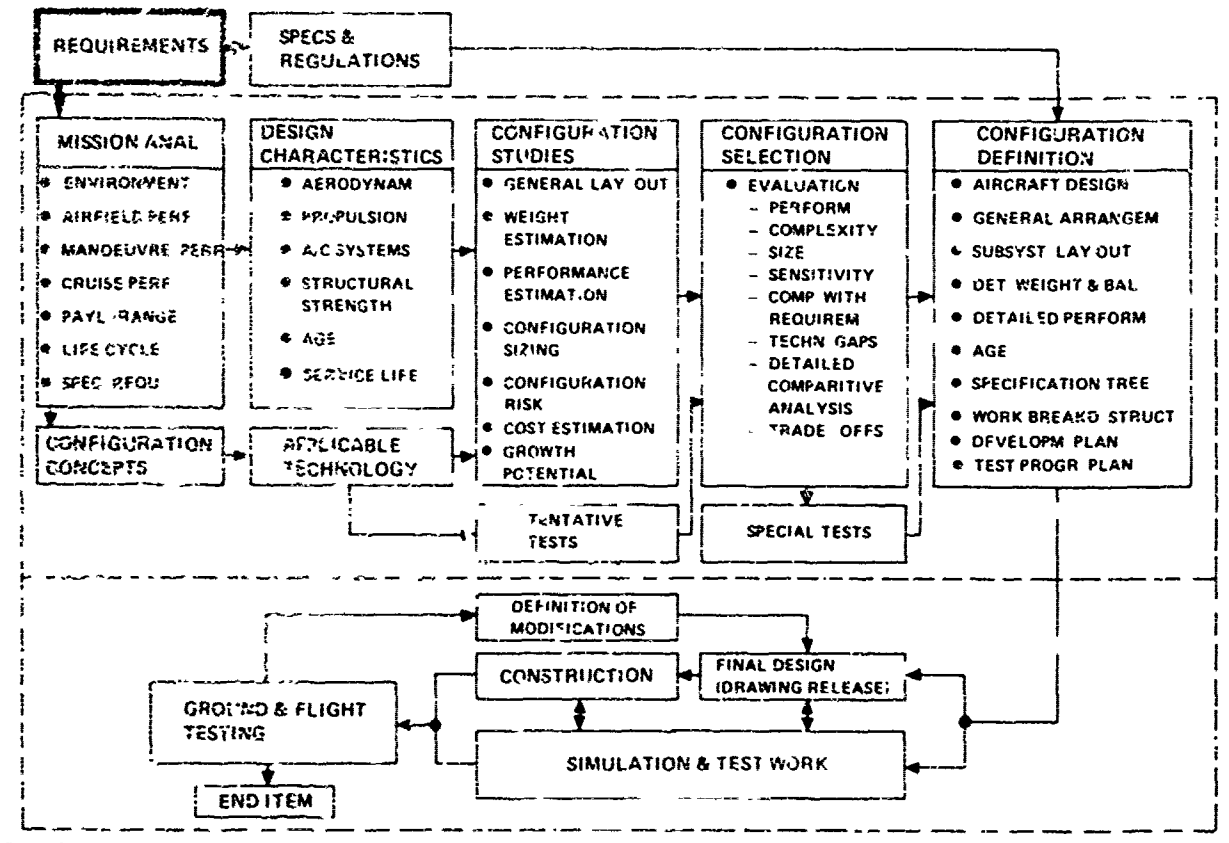 REQUIREMENTS
SPECS &
REGULATIONS
MISSION ANAL
• ENVIRONMENT
• AIRFIELD PERF
• MANOEUVRE PERF
• CRUISE PERF
• PAYL /RANGE
• LIFE CYCLE
• SPEC REQU
CONFIGURATION
CONCEPTS
DESIGN
CHARACTERISTICS
• AERODYNAM
• PROPULSION
• A/C SYSTEMS
• STRUCTURAL
STRENGTH
• AGE
• SERVICE LIFE
APPLICABLE
TECHNOLOGY
CONFIGURATION
STUDIES
• GENERAL LAY OUT
• WEIGHT
ESTIMATION
• PERFORMANCE
ESTIMATION
• CONFIGURATION
SIZING
• CONFIGURATION
RISK
• COST ESTIMATION
• GROWTH
POTENTIAL
TENTATIVE
TESTS
CONFIGURATION
SELECTION
• EVALUATION
– PERFORM
– COMPLEXITY
– SIZE
– SENSITIVITY
– COMP WITH
REQUIREM
– TECHN GAPS
– DETAILED
COMPARITIVE
ANALYSIS
– TRADE OFFS
SPECIAL TESTS
CONFIGURATION
DEFINITION
• AIRCRAFT DESIGN
• GENERAL ARRANGEM
• SUBSYST LAY OUT
• DET WEIGHT & BAL
• DETAILED PERFORM
• AGE
• SPECIFICATION TREE
• WORK BREAKD STRUCT
• DEVELOPM PLAN
• TEST PROGR PLAN
DEFINITION OF
MODIFICATIONS
CONSTRUCTION
FINAL DESIGN
(DRAWING RELEASE)
GROUND & FLIGHT
TESTING
SIMULATION & TEST WORK
END ITEM